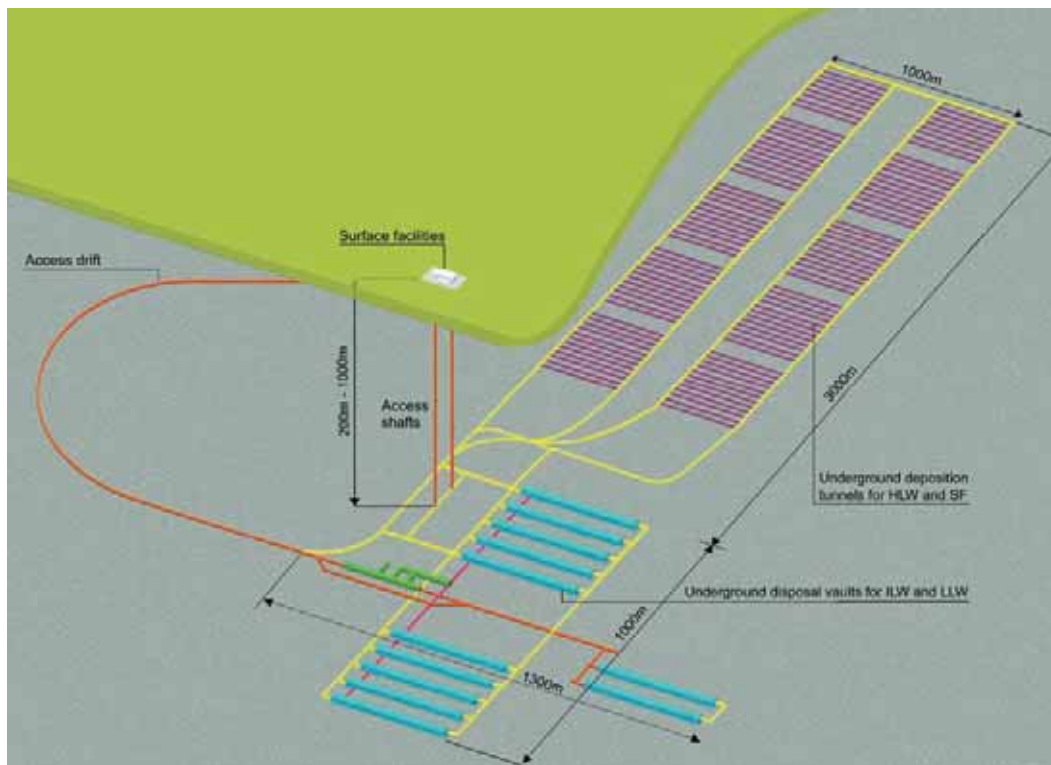 1000m
Surface facilities
Access drift
200m - 1000m
Access
shafts
3000m
Underground deposition
tunnels for HLW and SF
Underground disposal vaults for ILW and LLW
1000m
1300m